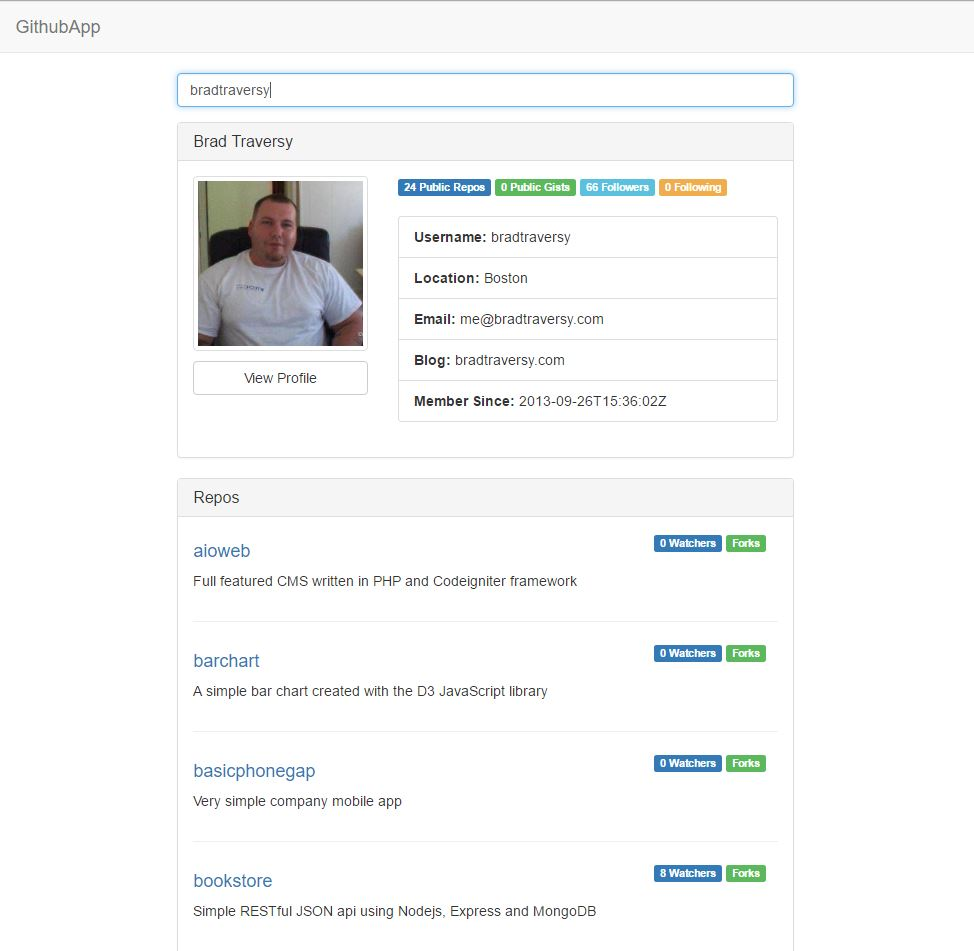 GithubApp
bradtraversy
Brad Traversy
24 Public Repos 0 Public Gists 66 Followers 0 Following
Username: bradtraversy
Location: Boston
Email: me@bradtraversy.com
Blog: bradtraversy.com
Member Since: 2013-09-26T15:36:02Z
View Profile
Repos
aioweb
0 Watchers Forks
Full featured CMS written in PHP and Codeigniter framework
barchart
0 Watchers Forks
A simple bar chart created with the D3 JavaScript library
basicphonegap
0 Watchers Forks
Very simple company mobile app
bookstore
8 Watchers Forks
Simple RESTful JSON api using Nodejs, Express and MongoDB